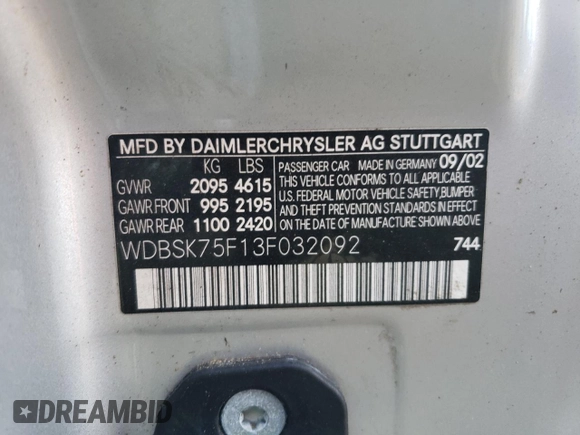 MFD BY DAIMLERCHRYSLER AG STUTTGART
KG LBS
GVWR 2095 4615
GAWR FRONT 995 2195
GAWR REAR 1100 2420
PASSENGER CAR MADE IN GERMANY 09/02
THIS VEHICLE CONFORMS TO ALL APPLICABLE
U.S. FEDERAL MOTOR VEHICLE SAFETY,BUMPER
AND THEFT PREVENTION STANDARDS IN EFFECT
ON THE DATE OF MANUFACTURE SHOWN ABOVE
WDBSK75F13F032092 744
DREAMBID